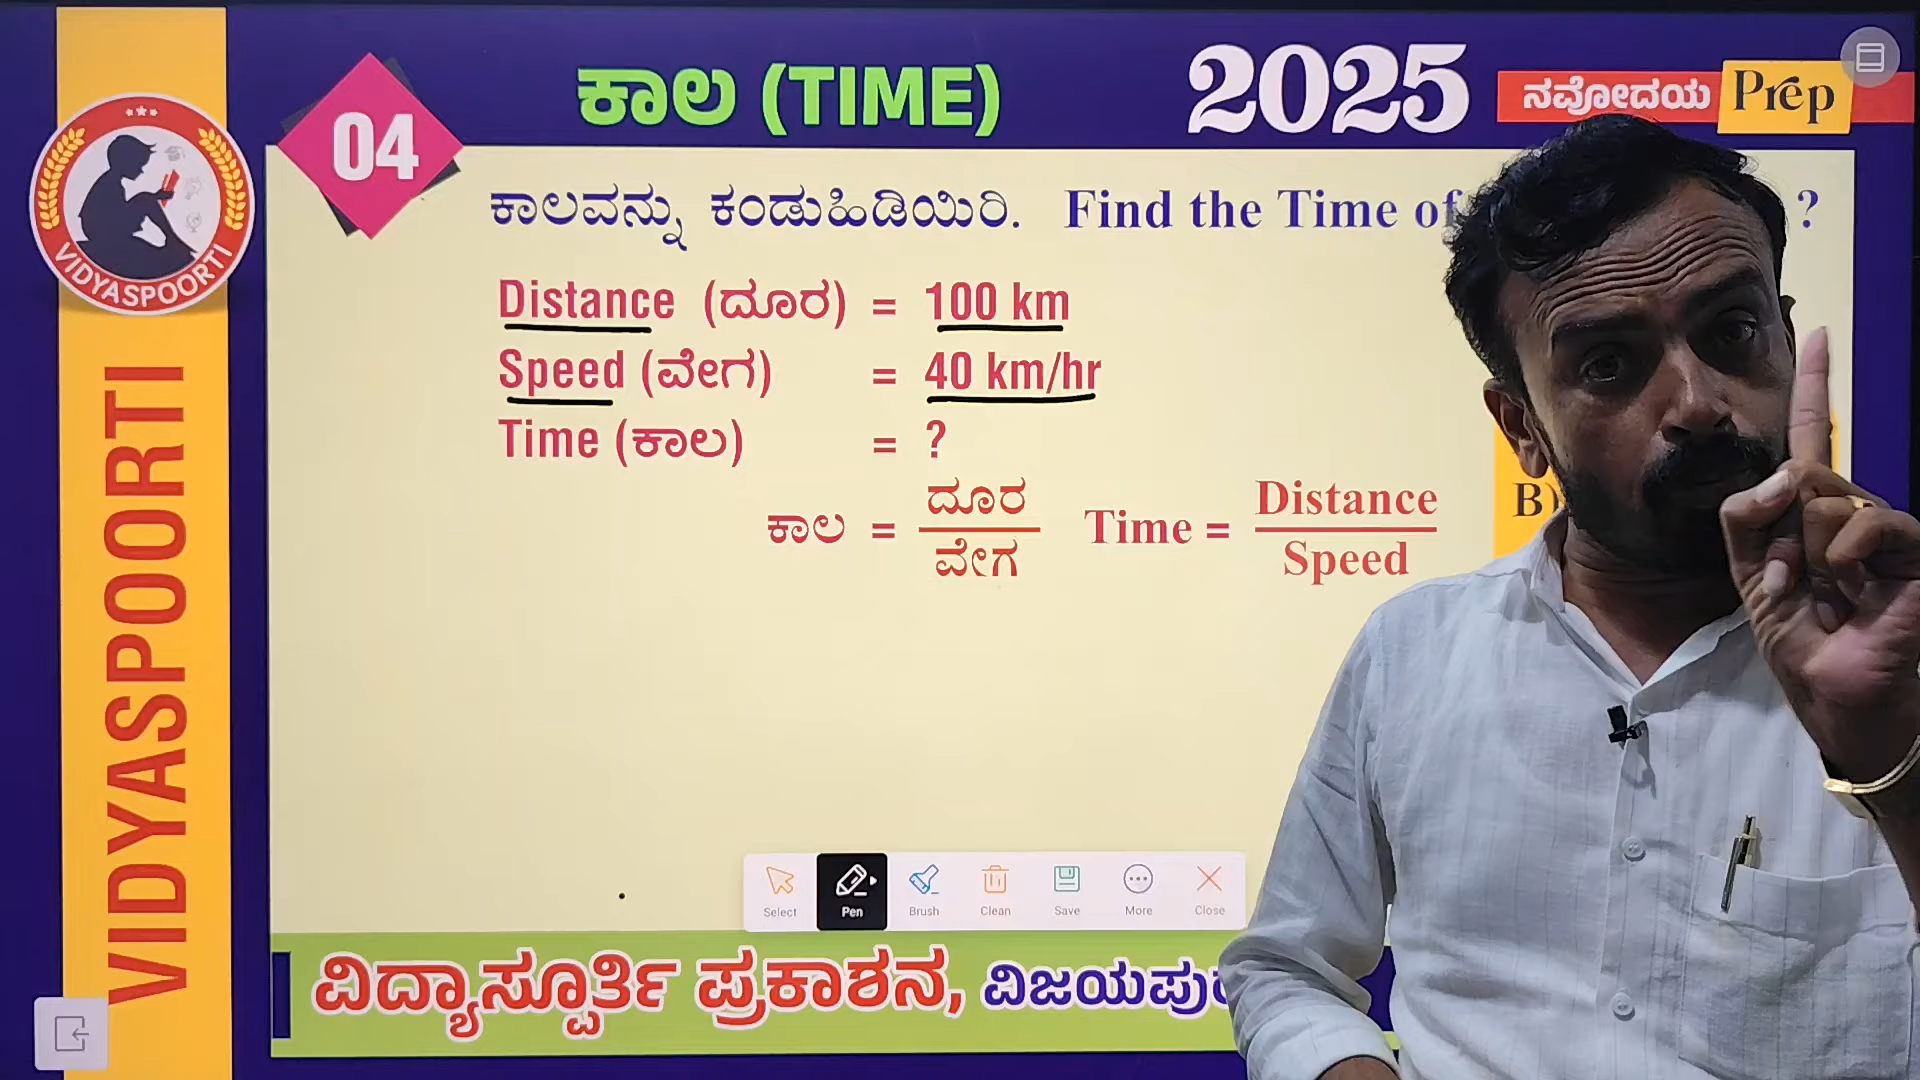 ಕಾಲ (TIME)
2025
ನವೋದಯ Prep
04
ಕಾಲವನ್ನು ಕಂಡುಹಿಡಿಯಿರಿ. Find the Time of ?
Distance (ದೂರ) = 100 km
Speed (ವೇಗ) = 40 km/hr
Time (ಕಾಲ) = ?
ಕಾಲ = ದೂರ / ವೇಗ Time = Distance / Speed
B)
VIDYASPOORTI
VIDYASPOORTI
Select Pen Brush Clean Save More Close
ವಿದ್ಯಾಸ್ಫೂರ್ತಿ ಪ್ರಕಾಶನ,